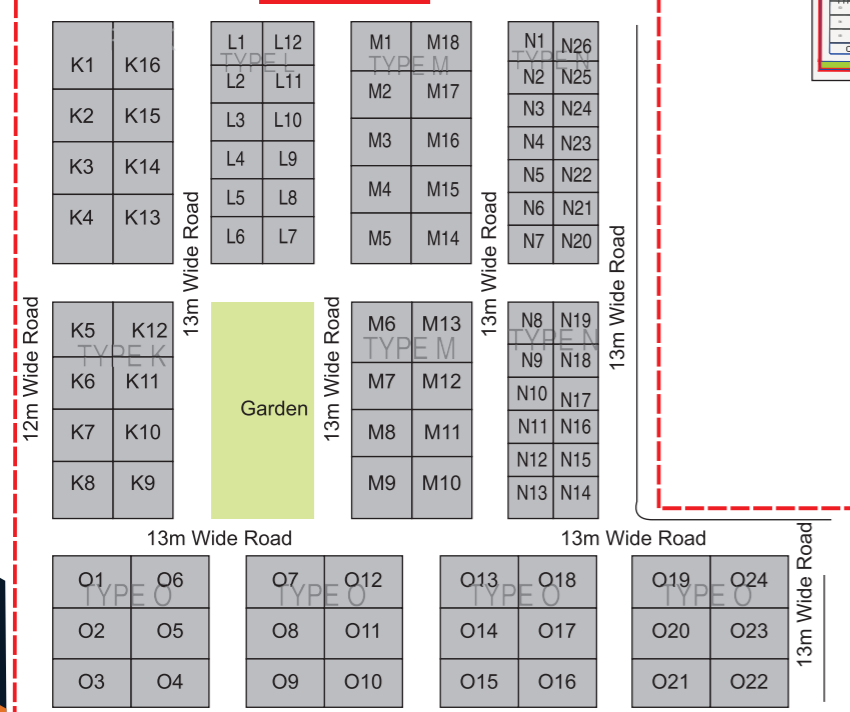 K1 K16
K2 K15
K3 K14
K4 K13
L1 L12
TYPE L
L2 L11
L3 L10
L4 L9
L5 L8
L6 L7
M1 M18
TYPE M
M2 M17
M3 M16
M4 M15
M5 M14
N1 N26
TYPE N
N2 N25
N3 N24
N4 N23
N5 N22
N6 N21
N7 N20
13m Wide Road
13m Wide Road
13m Wide Road
12m Wide Road
K5 K12
TYPE K
K6 K11
K7 K10
K8 K9
Garden
13m Wide Road
M6 M13
TYPE M
M7 M12
M8 M11
M9 M10
N8 N19
TYPE N
N9 N18
N10 N17
N11 N16
N12 N15
N13 N14
13m Wide Road
13m Wide Road
13m Wide Road
O1 O6
TYPE O
O2 O5
O3 O4
O7 O12
TYPE O
O8 O11
O9 O10
O13 O18
TYPE O
O14 O17
O15 O16
O19 O24
TYPE O
O20 O23
O21 O22